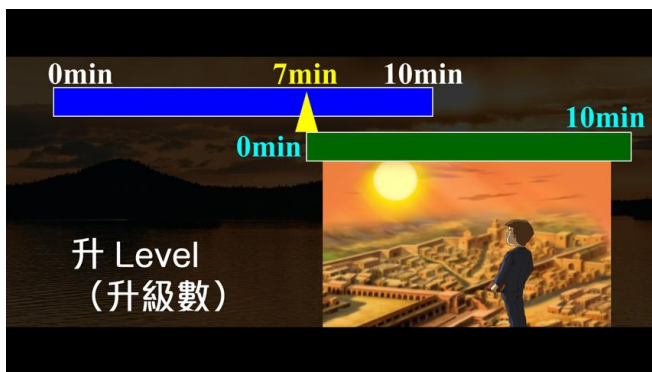 0min 7min 10min
10min
0min
升 Level
（升級數）